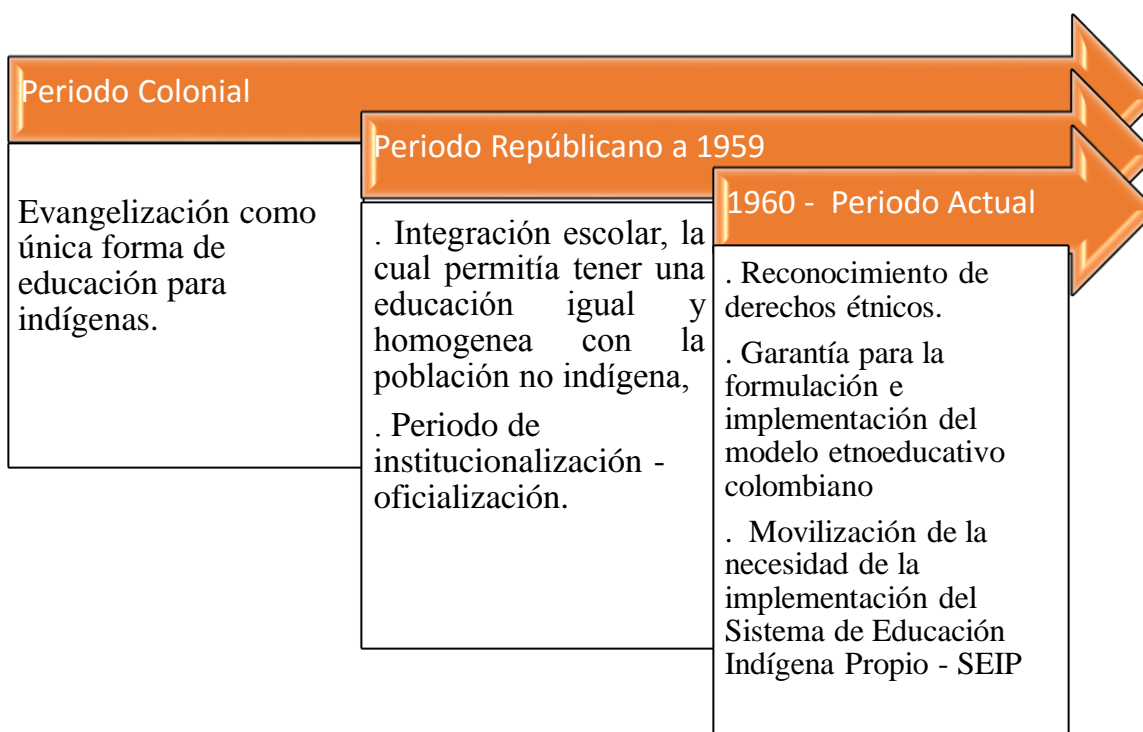 Periodo Colonial
Evangelización como
única forma de
educación para
indígenas.
Periodo Repúblicano a 1959
. Integración escolar, la
cual permitía tener una
educación igual y
homogenea con la
población no indígena,
. Periodo de
institucionalización -
oficialización.
1960 - Periodo Actual
. Reconocimiento de
derechos étnicos.
. Garantía para la
formulación e
implementación del
modelo etnoeducativo
colombiano
. Movilización de la
necesidad de la
implementación del
Sistema de Educación
Indígena Propio - SEIP